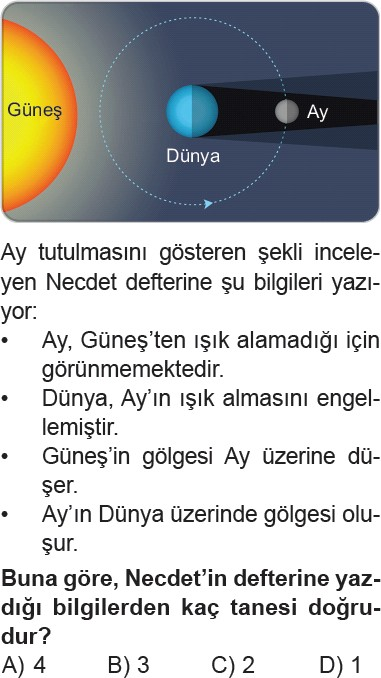 Güneş
Ay
Dünya
Ay tutulmasını gösteren şekli incele-
yen Necdet defterine şu bilgileri yazı-
yor:
• Ay, Güneş’ten ışık alamadığı için
görünmemektedir.
• Dünya, Ay’ın ışık almasını engel-
lemiştir.
• Güneş’in gölgesi Ay üzerine dü-
şer.
• Ay’ın Dünya üzerinde gölgesi olu-
şur.
Buna göre, Necdet’in defterine yaz-
dığı bilgilerden kaç tanesi doğru-
dur?
A) 4 B) 3 C) 2 D) 1